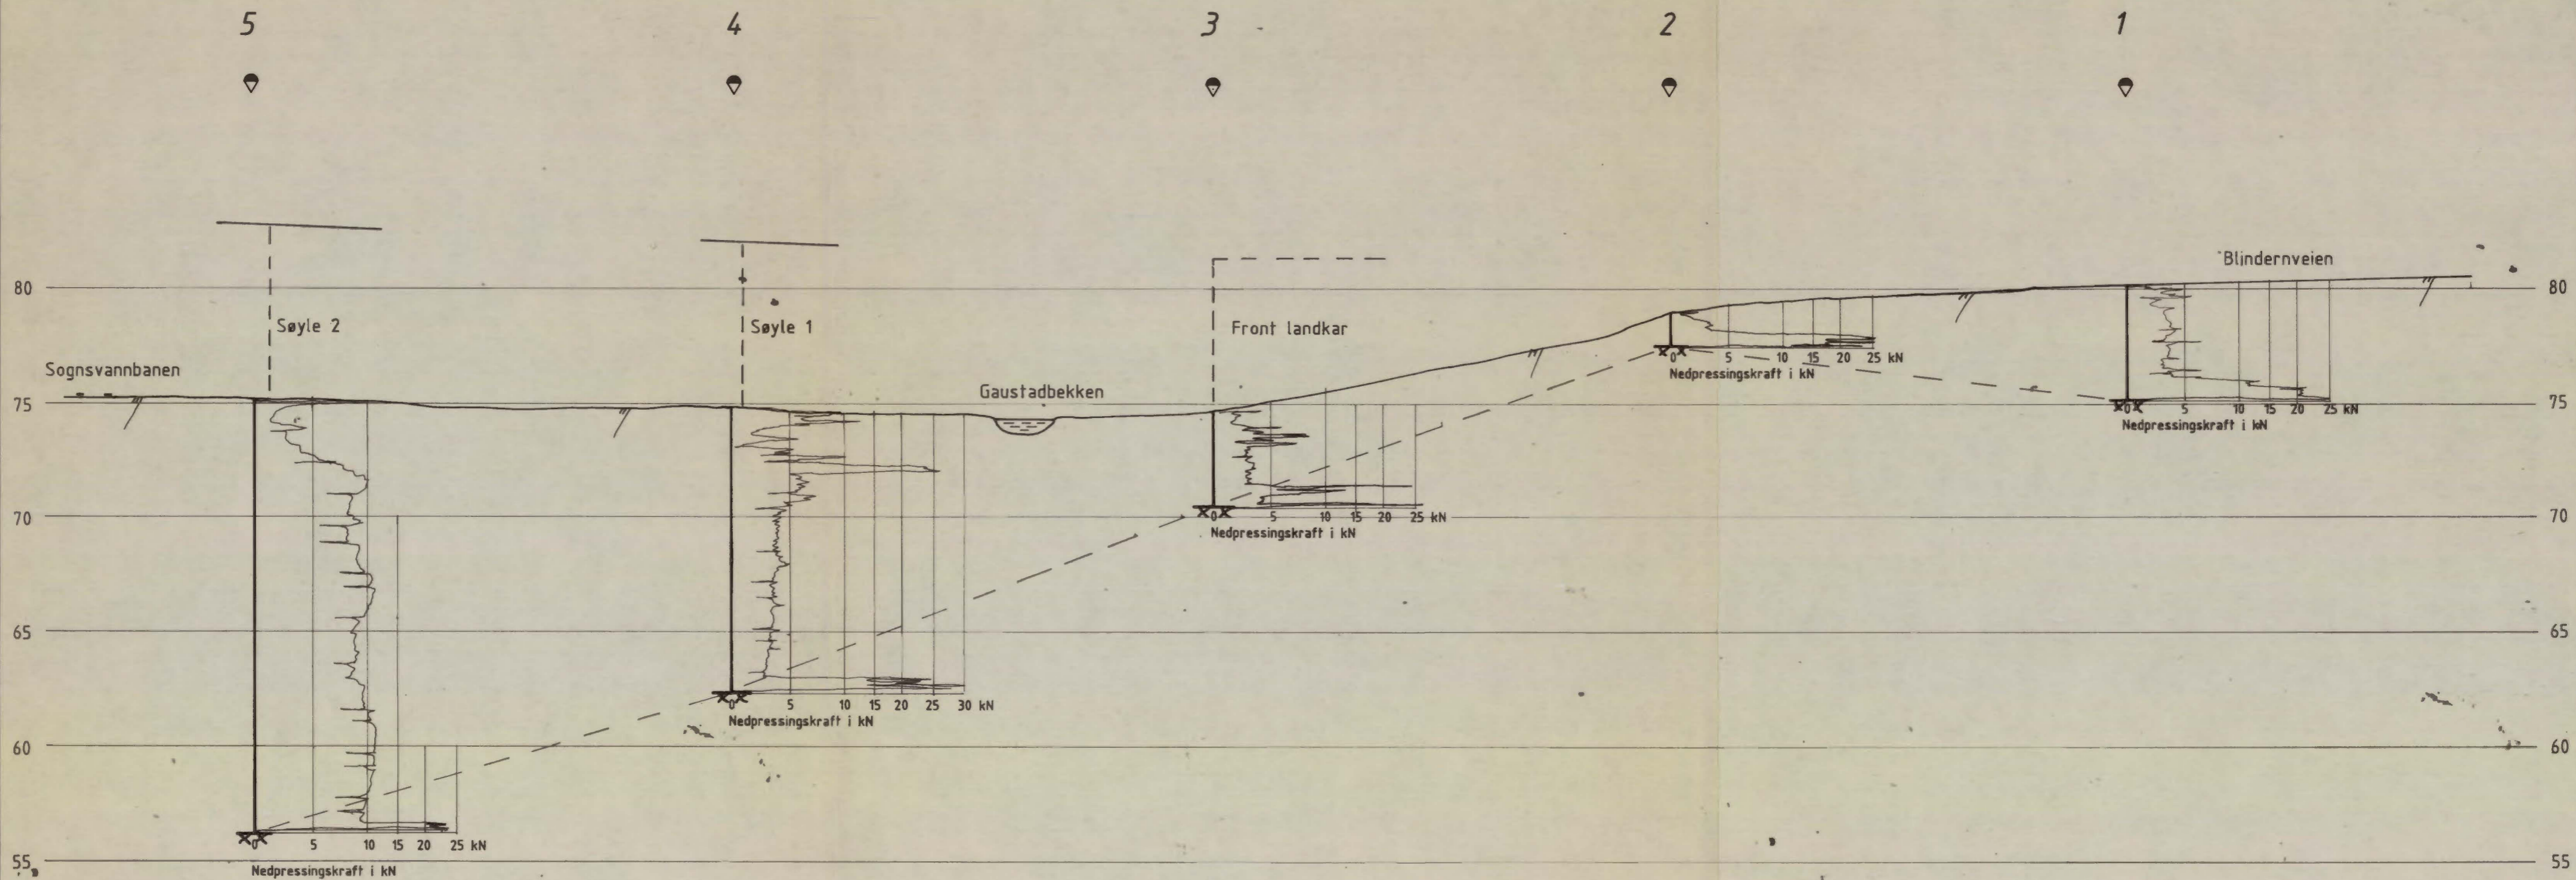 5 4 3 2 1
Blindernveien
80 80
Søyle 2 Søyle 1 Front landkar
0 5 10 15 20 25 kN
Nedpressingskraft i kN
Sognsvannbanen
Gaustadbekken
75 75
0 5 10 15 20 25 kN
Nedpressingskraft i kN
70 70
0 5 10 15 20 25 kN
Nedpressingskraft i kN
65 65
0 5 10 15 20 25 30 kN
Nedpressingskraft i kN
60 60
0 5 10 15 20 25 kN
55 55
Nedpressingskraft i kN